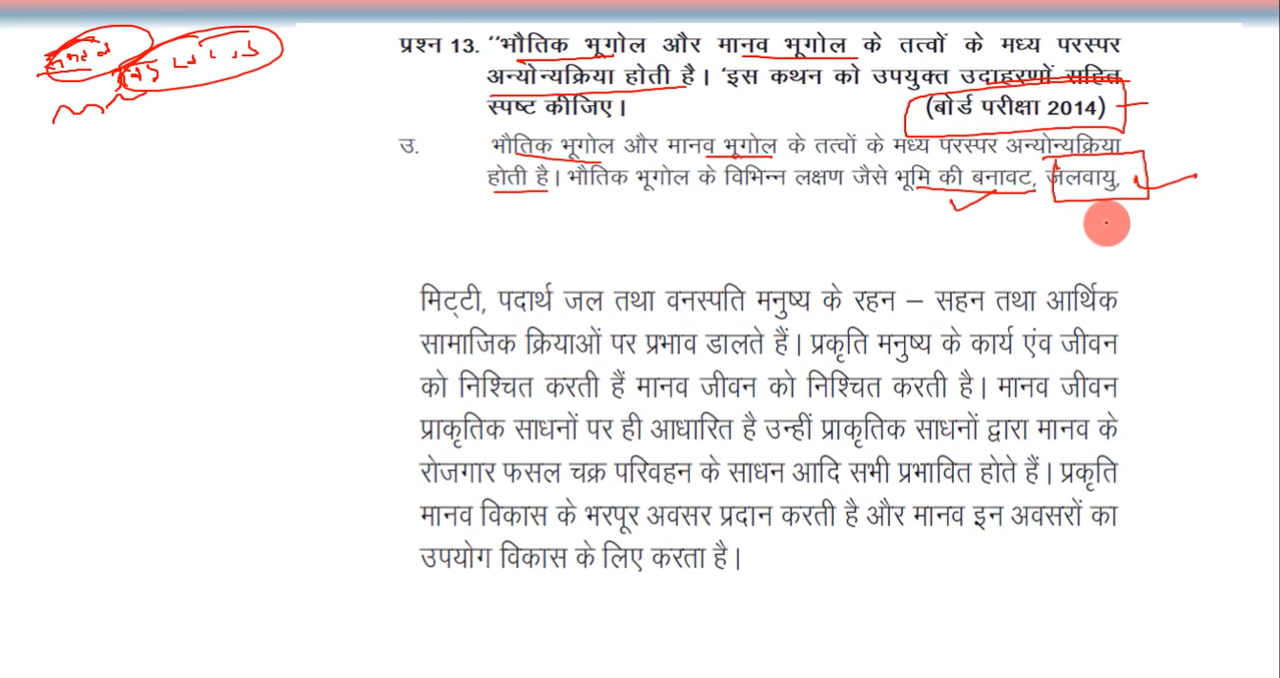 प्रश्न 13. "भौतिक भूगोल और मानव भूगोल के तत्वों के मध्य परस्पर
अन्योन्यक्रिया होती है। 'इस कथन को उपयुक्त उदाहरणों सहित
स्पष्ट कीजिए। (बोर्ड परीक्षा 2014)
उ. भौतिक भूगोल और मानव भूगोल के तत्वों के मध्य परस्पर अन्योन्यक्रिया
होती है। भौतिक भूगोल के विभिन्न लक्षण जैसे भूमि की बनावट, जलवायु,
मिट्टी, पदार्थ जल तथा वनस्पति मनुष्य के रहन – सहन तथा आर्थिक
सामाजिक क्रियाओं पर प्रभाव डालते हैं। प्रकृति मनुष्य के कार्य एंव जीवन
को निश्चित करती हैं मानव जीवन को निश्चित करती है। मानव जीवन
प्राकृतिक साधनों पर ही आधारित है उन्हीं प्राकृतिक साधनों द्वारा मानव के
रोजगार फसल चक्र परिवहन के साधन आदि सभी प्रभावित होते हैं। प्रकृति
मानव विकास के भरपूर अवसर प्रदान करती है और मानव इन अवसरों का
उपयोग विकास के लिए करता है।